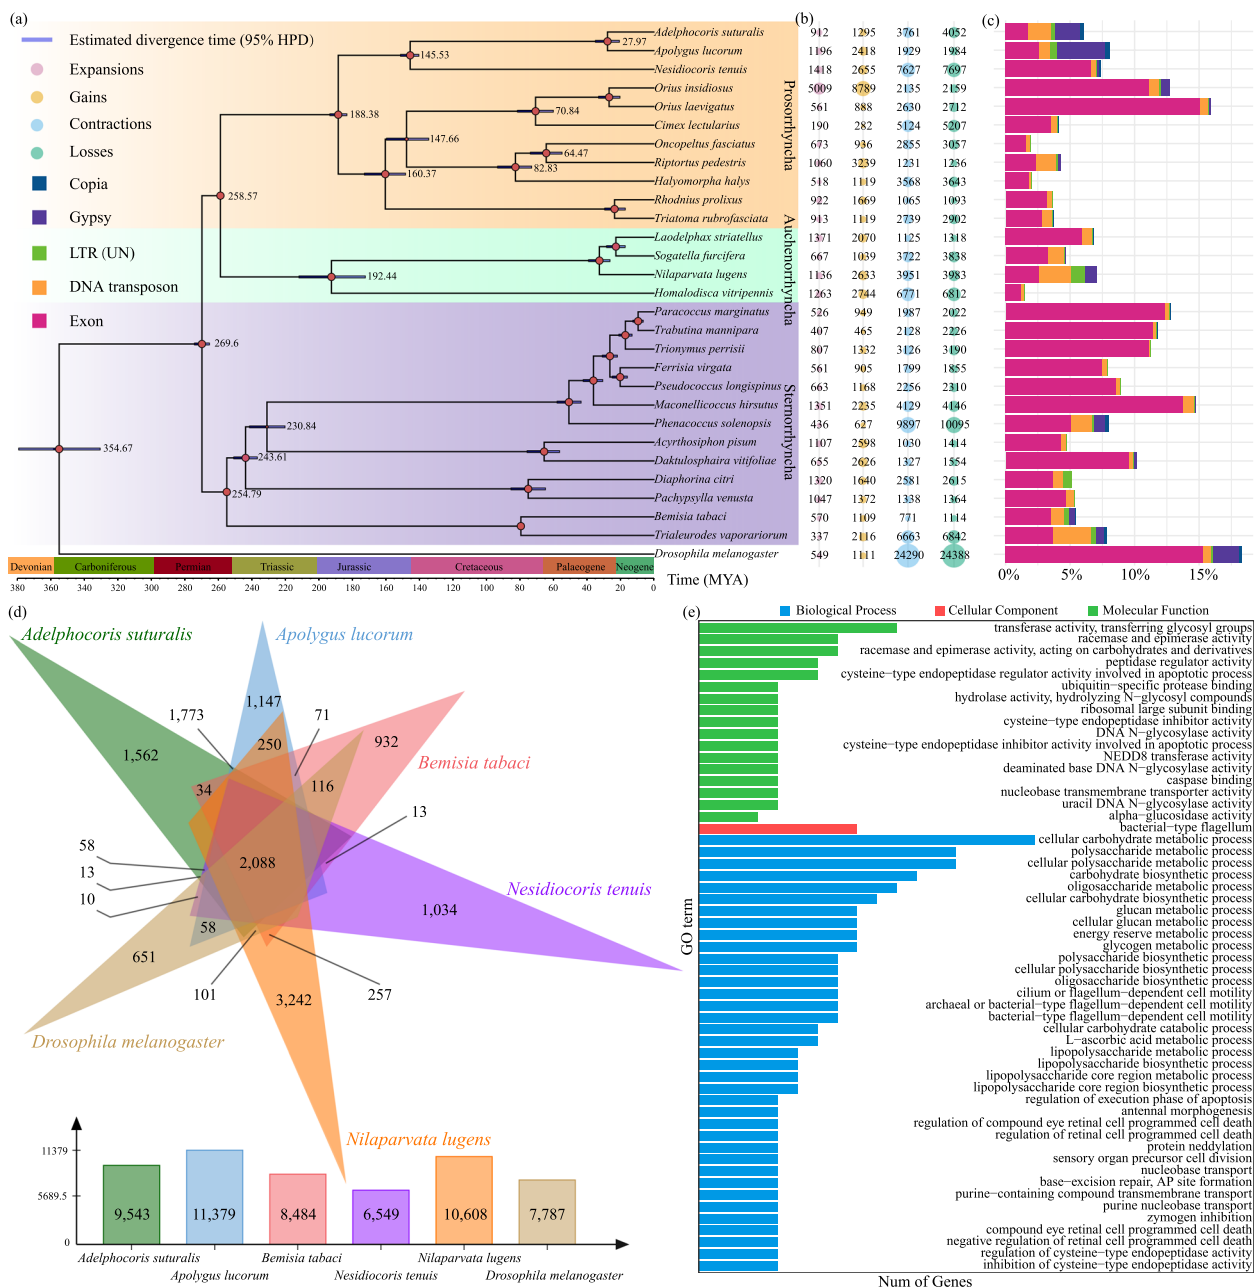 (a)
Estimated divergence time (95% HPD)
Expansions
Gains
Contractions
Losses
Copia
Gypsy
LTR (UN)
DNA transposon
Exon
27.97
145.53
188.38
70.84
147.66
64.47
82.83
160.37
258.57
192.44
269.6
230.84
243.61
254.79
354.67
Prosorrhyncha
Auchenorrhyncha
Sternorrhyncha
(b)
(c)
Adelphocoris suturalis 912 1295 3761 4052
Apolygus lucorum 1196 2418 1929 1984
Nesidiocoris tenuis 1418 2655 7627 7697
Orius insidiosus 5009 8789 2135 2159
Orius laevigatus 561 888 2630 2712
Cimex lectularius 190 282 5124 5207
Oncopeltus fasciatus 673 936 2855 3057
Riptortus pedestris 1060 3239 1231 1236
Halyomorpha halys 518 1119 3568 3643
Rhodnius prolixus 922 1669 1065 1093
Triatoma rubrofasciata 913 1119 2739 2902
Laodelphax striatellus 1371 2070 1125 1318
Sogatella furcifera 667 1039 3722 3838
Nilaparvata lugens 1136 2633 3951 3983
Homalodisca vitripennis 1263 2744 6771 6812
Paracoccus marginatus 526 949 1987 2022
Trabutina mannipara 407 465 2128 2226
Trionymus perrisii 807 1332 3126 3190
Ferrisia virgata 561 905 1799 1855
Pseudococcus longispinus 663 1168 2256 2310
Maconellicoccus hirsutus 1351 2235 4129 4146
Phenacoccus solenopsis 436 627 9897 10095
Acyrthosiphon pisum 1107 2598 1030 1414
Daktulosphaira vitifoliae 655 2626 1327 1554
Diaphorina citri 1320 1640 2581 2615
Pachypsylla venusta 1047 1372 1338 1364
Bemisia tabaci 570 1109 771 1114
Trialeurodes vaporariorum 337 2116 6663 6842
Drosophila melanogaster 549 1111 24290 24388
Devonian Carboniferous Permian Triassic Jurassic Cretaceous Palaeogene Neogene
Time (MYA)
380 360 340 320 300 280 260 240 220 200 180 160 140 120 100 80 60 40 20 0
0% 5% 10% 15%
(d)
Adelphocoris suturalis
Apolygus lucorum
Bemisia tabaci
Nesidiocoris tenuis
Drosophila melanogaster
Nilaparvata lugens
1,147
1,773
71
250
932
1,562
34
116
13
58
2,088
13
10
1,034
58
651
101
257
3,242
11379
5689.5
0
9,543
11,379
8,484
6,549
10,608
7,787
Adelphocoris suturalis
Apolygus lucorum
Bemisia tabaci
Nesidiocoris tenuis
Nilaparvata lugens
Drosophila melanogaster
(e)
Biological Process
Cellular Component
Molecular Function
GO term
transferase activity, transferring glycosyl groups
racemase and epimerase activity
racemase and epimerase activity, acting on carbohydrates and derivatives
peptidase regulator activity
cysteine−type endopeptidase regulator activity involved in apoptotic process
ubiquitin−specific protease binding
hydrolase activity, hydrolyzing N−glycosyl compounds
ribosomal large subunit binding
cysteine−type endopeptidase inhibitor activity
DNA N−glycosylase activity
cysteine−type endopeptidase inhibitor activity involved in apoptotic process
NEDD8 transferase activity
deaminated base DNA N−glycosylase activity
caspase binding
nucleobase transmembrane transporter activity
uracil DNA N−glycosylase activity
alpha−glucosidase activity
bacterial−type flagellum
cellular carbohydrate metabolic process
polysaccharide metabolic process
cellular polysaccharide metabolic process
carbohydrate biosynthetic process
oligosaccharide metabolic process
cellular carbohydrate biosynthetic process
glucan metabolic process
cellular glucan metabolic process
energy reserve metabolic process
glycogen metabolic process
polysaccharide biosynthetic process
cellular polysaccharide biosynthetic process
oligosaccharide biosynthetic process
cilium or flagellum−dependent cell motility
archaeal or bacterial−type flagellum−dependent cell motility
bacterial−type flagellum−dependent cell motility
cellular carbohydrate catabolic process
L−ascorbic acid metabolic process
lipopolysaccharide metabolic process
lipopolysaccharide biosynthetic process
lipopolysaccharide core region metabolic process
lipopolysaccharide core region biosynthetic process
regulation of execution phase of apoptosis
antennal morphogenesis
regulation of compound eye retinal cell programmed cell death
regulation of retinal cell programmed cell death
protein neddylation
sensory organ precursor cell division
nucleobase transport
base−excision repair, AP site formation
purine−containing compound transmembrane transport
purine nucleobase transport
zymogen inhibition
compound eye retinal cell programmed cell death
negative regulation of retinal cell programmed cell death
regulation of cysteine−type endopeptidase activity
inhibition of cysteine−type endopeptidase activity
Num of Genes